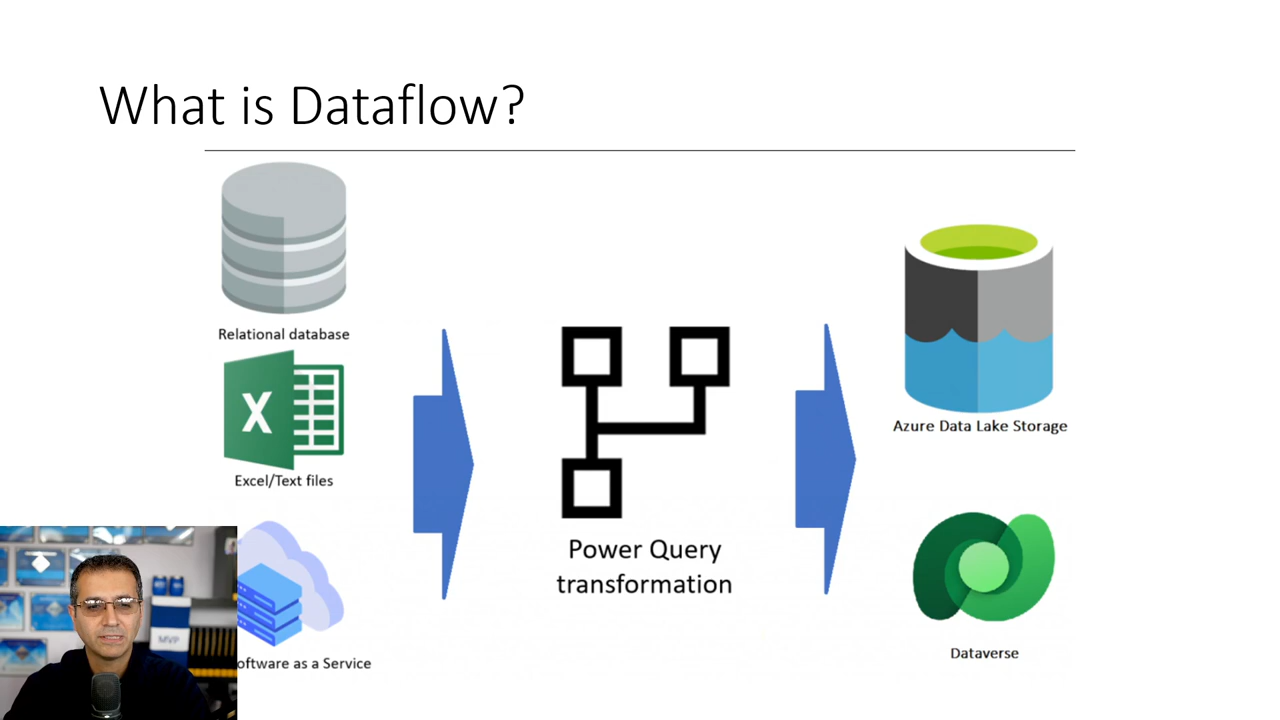 What is Dataflow?
Relational database
X
Excel/Text files
oftware as a Service
Power Query
transformation
Azure Data Lake Storage
Dataverse
MVP